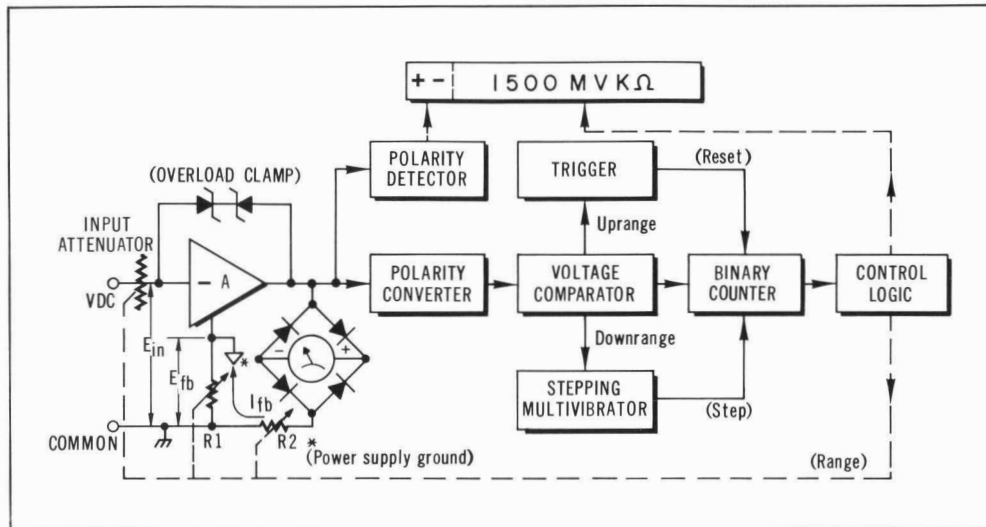 + - 1500 MVKΩ
(OVERLOAD CLAMP)
POLARITY
DETECTOR
TRIGGER
(Reset)
INPUT
ATTENUATOR
Uprange
- A
VDC
POLARITY
CONVERTER
VOLTAGE
COMPARATOR
BINARY
COUNTER
CONTROL
LOGIC
Downrange
Ein
Efb
*
- +
Ifb
STEPPING
MULTIVIBRATOR
(Step)
COMMON
R1
R2
*
(Power supply ground)
(Range)